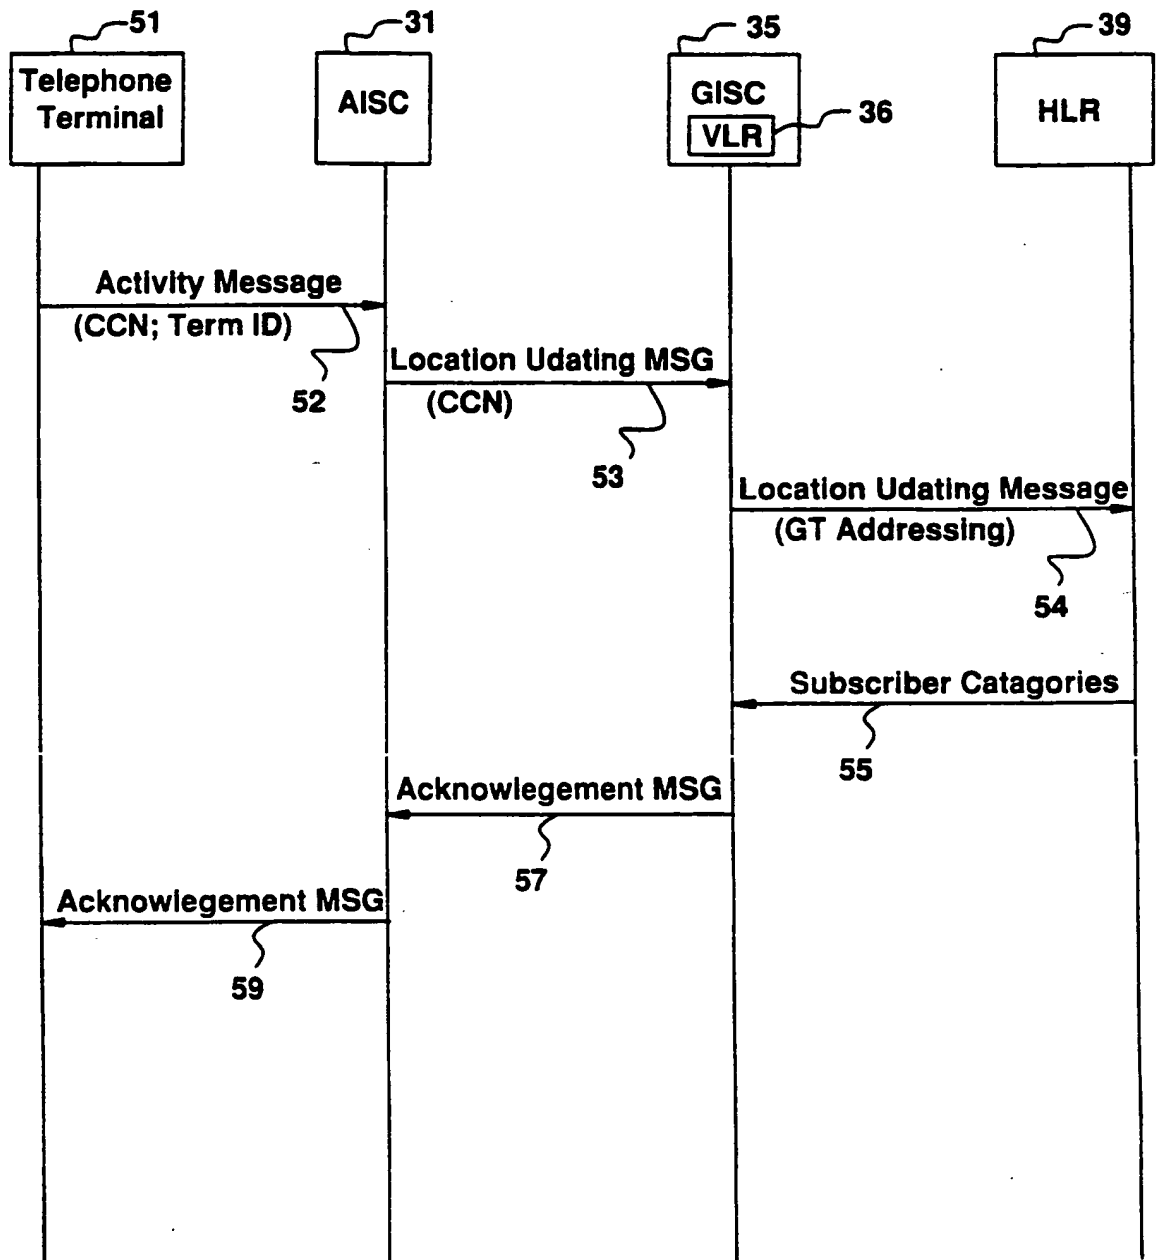 51
31
35
39
Telephone
Terminal
AISC
GISC
VLR
36
HLR
Activity Message
(CCN; Term ID)
52
Location Udating MSG
(CCN)
53
Location Udating Message
(GT Addressing)
54
Subscriber Catagories
55
Acknowlegement MSG
57
Acknowlegement MSG
59